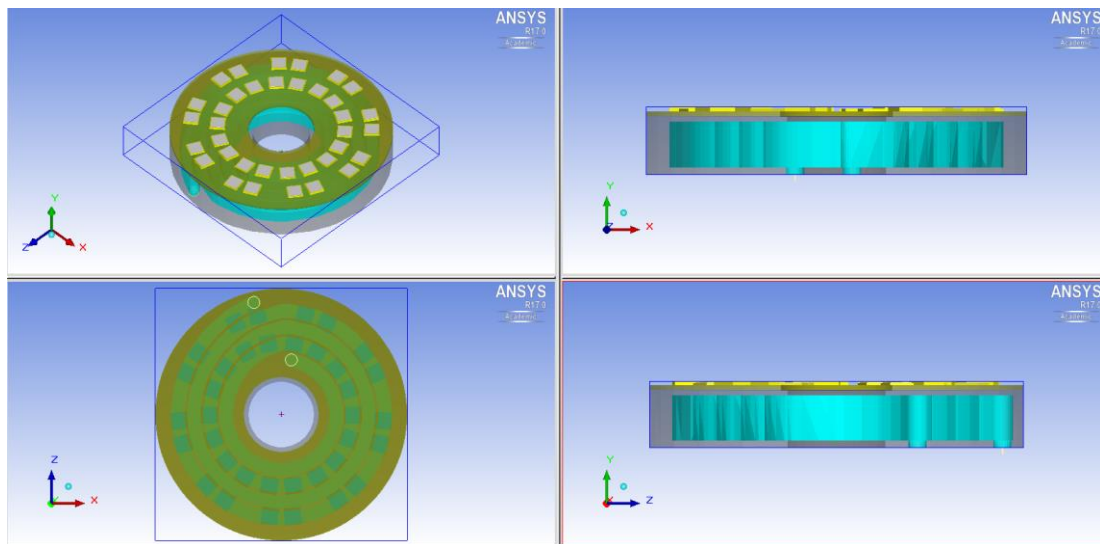 ANSYS
R17.0
Academic
Y
Z
X
ANSYS
R17.0
Academic
Y
Z
X
ANSYS
R17.0
Academic
Z
Y
X
ANSYS
R17.0
Academic
Y
X
Z